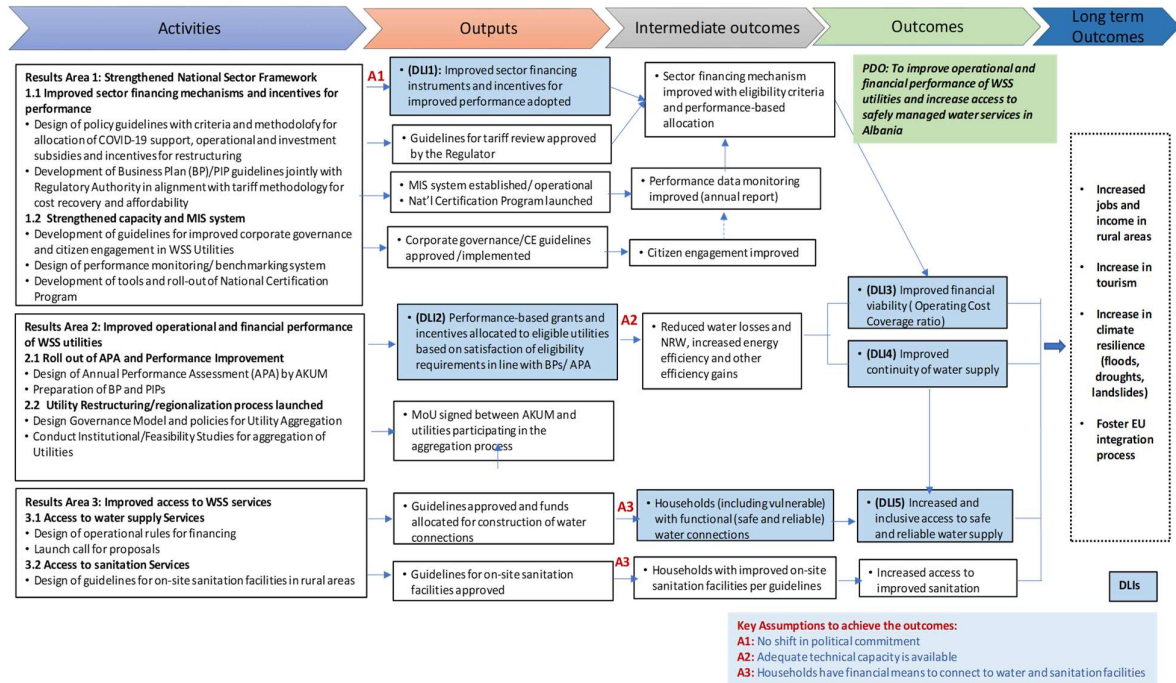 Activities
Outputs
Intermediate outcomes
Outcomes
Long term
Outcomes
Results Area 1: Strengthened National Sector Framework
1.1 Improved sector financing mechanisms and incentives for
performance
• Design of policy guidelines with criteria and methodolofy for
allocation of COVID-19 support, operational and investment
subsidies and incentives for restructuring
• Development of Business Plan (BP)/PIP guidelines jointly with
Regulatory Authority in alignment with tariff methodology for
cost recovery and affordability
1.2 Strengthened capacity and MIS system
• Development of guidelines for improved corporate governance
and citizen engagement in WSS Utilities
• Design of performance monitoring/ benchmarking system
• Development of tools and roll-out of National Certification
Program
A1
• (DLI1): Improved sector financing
instruments and incentives for
improved performance adopted
• Guidelines for tariff review approved
by the Regulator
• MIS system established/ operational
• Nat'l Certification Program launched
• Corporate governance/CE guidelines
approved /implemented
• Sector financing mechanism
improved with eligibility criteria
and performance-based
allocation
• Performance data monitoring
improved (annual report)
• Citizen engagement improved
PDO: To improve operational and
financial performance of WSS
utilities and increase access to
safely managed water services in
Albania
Results Area 2: Improved operational and financial performance
of WSS utilities
2.1 Roll out of APA and Performance Improvement
• Design of Annual Performance Assessment (APA) by AKUM
• Preparation of BP and PIPs
2.2 Utility Restructuring/regionalization process launched
• Design Governance Model and policies for Utility Aggregation
• Conduct Institutional/Feasibility Studies for aggregation of
Utilities
• (DLI2) Performance-based grants and
incentives allocated to eligible utilities
based on satisfaction of eligibility
requirements in line with BPs/ APA
A2
• MoU signed between AKUM and
utilities participating in the
aggregation process
• Reduced water losses and
NRW, increased energy
efficiency and other
efficiency gains
• (DLI3) Improved financial
viability ( Operating Cost
Coverage ratio)
• (DLI4) Improved
continuity of water supply
Results Area 3: Improved access to WSS services
3.1 Access to water supply Services
• Design of operational rules for financing
• Launch call for proposals
3.2 Access to sanitation Services
• Design of guidelines for on-site sanitation facilities in rural areas
• Guidelines approved and funds
allocated for construction of water
connections
A3
• Households (including vulnerable)
with functional (safe and reliable)
water connections
• (DLI5) Increased and
inclusive access to safe
and reliable water supply
• Guidelines for on-site sanitation
facilities approved
A3
• Households with improved on-site
sanitation facilities per guidelines
• Increased access to
improved sanitation
• Increased
jobs and
income in
rural areas
• Increase in
tourism
• Increase in
climate
resilience
(floods,
droughts,
landslides)
• Foster EU
integration
process
DLIs
Key Assumptions to achieve the outcomes:
A1: No shift in political commitment
A2: Adequate technical capacity is available
A3: Households have financial means to connect to water and sanitation facilities